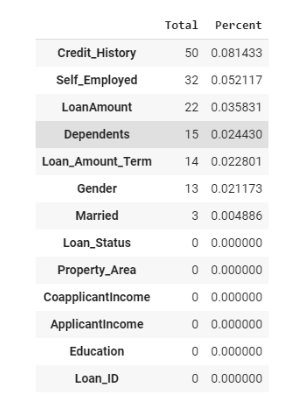 Total Percent
Credit_History 50 0.081433
Self_Employed 32 0.052117
LoanAmount 22 0.035831
Dependents 15 0.024430
Loan_Amount_Term 14 0.022801
Gender 13 0.021173
Married 3 0.004886
Loan_Status 0 0.000000
Property_Area 0 0.000000
CoapplicantIncome 0 0.000000
ApplicantIncome 0 0.000000
Education 0 0.000000
Loan_ID 0 0.000000